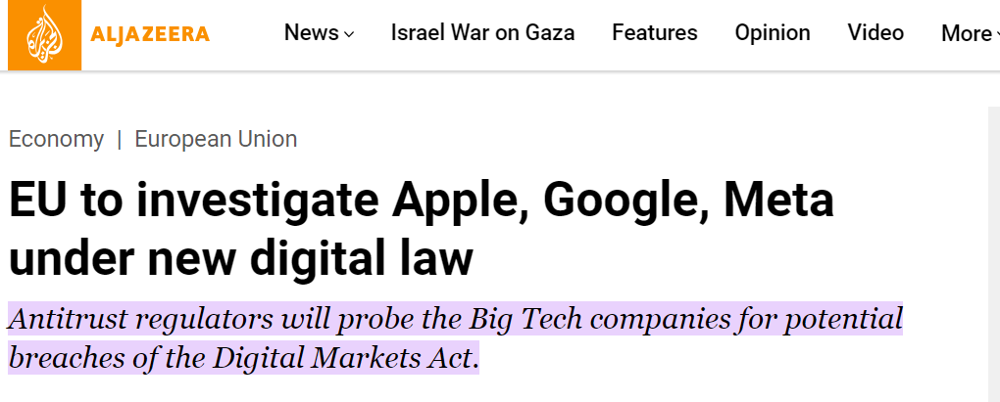 ALJAZEERA
News Israel War on Gaza Features Opinion Video More
Economy | European Union
EU to investigate Apple, Google, Meta
under new digital law
Antitrust regulators will probe the Big Tech companies for potential
breaches of the Digital Markets Act.